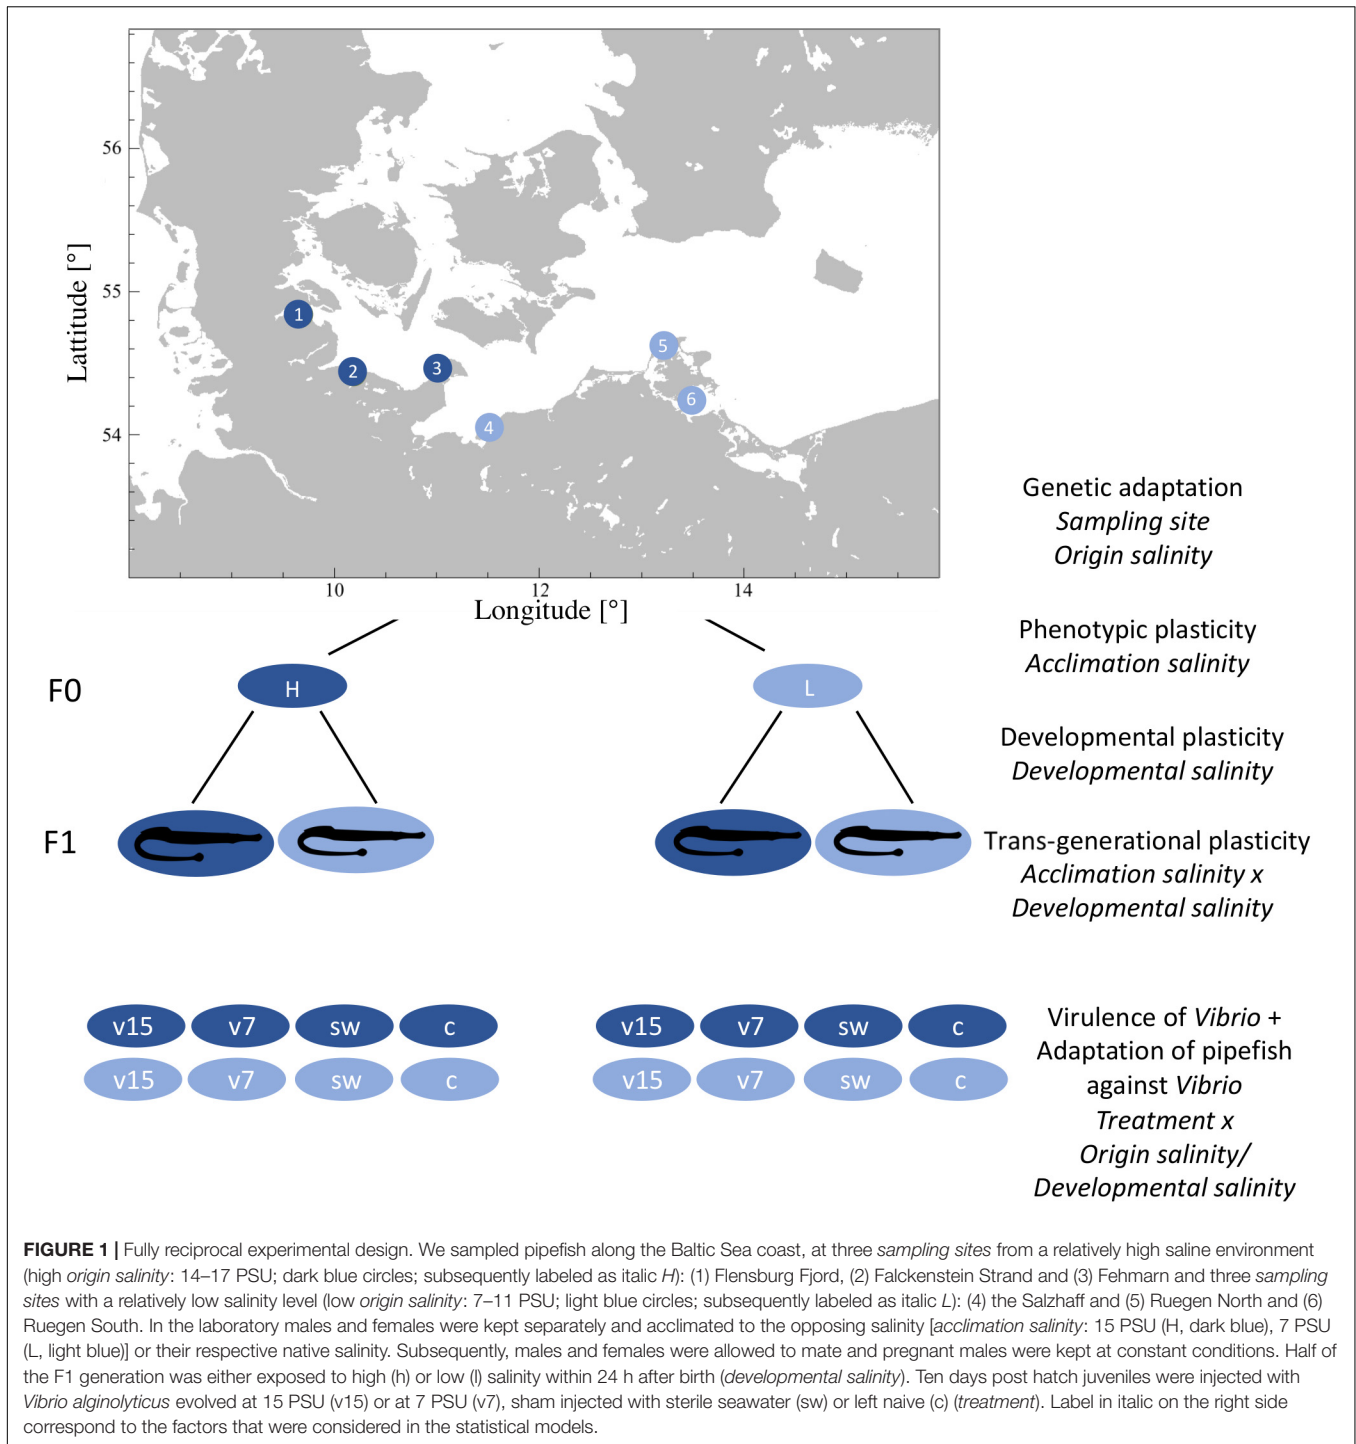 56
55
54
Lattitude [°]
1
2
3
4
5
6
10
12
14
Longitude [°]
Genetic adaptation
Sampling site
Origin salinity
Phenotypic plasticity
Acclimation salinity
F0
H
L
Developmental plasticity
Developmental salinity
F1
Trans-generational plasticity
Acclimation salinity x
Developmental salinity
v15 v7 sw c v15 v7 sw c
v15 v7 sw c v15 v7 sw c
Virulence of Vibrio +
Adaptation of pipefish
against Vibrio
Treatment x
Origin salinity/
Developmental salinity
FIGURE 1 | Fully reciprocal experimental design. We sampled pipefish along the Baltic Sea coast, at three sampling sites from a relatively high saline environment
(high origin salinity: 14–17 PSU; dark blue circles; subsequently labeled as italic H): (1) Flensburg Fjord, (2) Falckenstein Strand and (3) Fehmarn and three sampling
sites with a relatively low salinity level (low origin salinity: 7–11 PSU; light blue circles; subsequently labeled as italic L): (4) the Salzhaff and (5) Ruegen North and (6)
Ruegen South. In the laboratory males and females were kept separately and acclimated to the opposing salinity [acclimation salinity: 15 PSU (H, dark blue), 7 PSU
(L, light blue)] or their respective native salinity. Subsequently, males and females were allowed to mate and pregnant males were kept at constant conditions. Half of
the F1 generation was either exposed to high (h) or low (l) salinity within 24 h after birth (developmental salinity). Ten days post hatch juveniles were injected with
Vibrio alginolyticus evolved at 15 PSU (v15) or at 7 PSU (v7), sham injected with sterile seawater (sw) or left naive (c) (treatment). Label in italic on the right side
correspond to the factors that were considered in the statistical models.